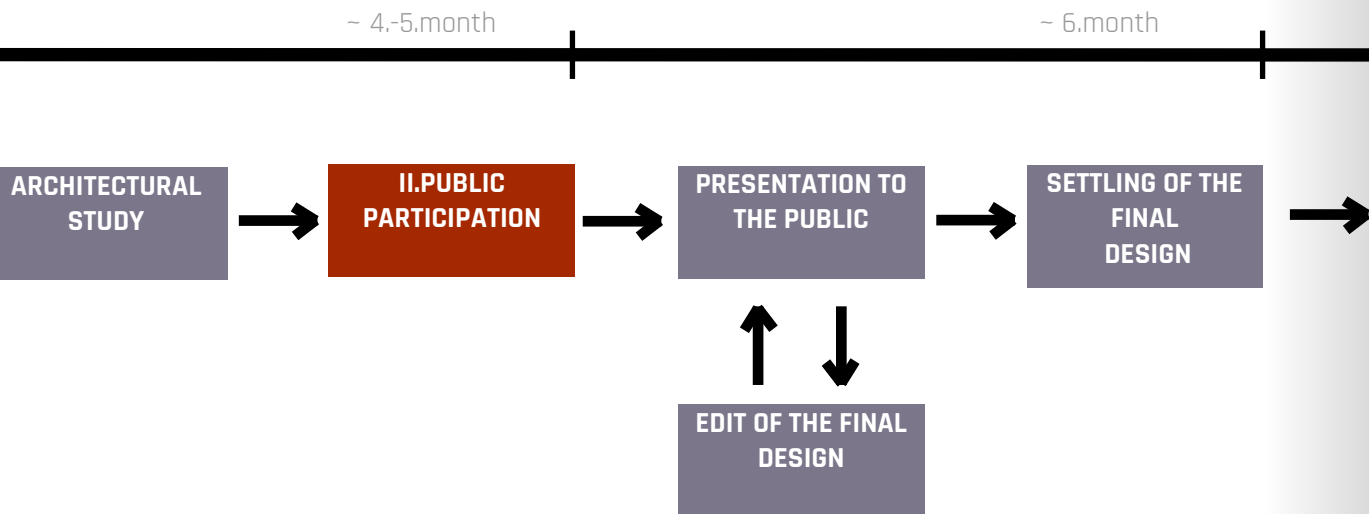 ~ 4.-5.month
~ 6.month
ARCHITECTURAL
STUDY
II.PUBLIC
PARTICIPATION
PRESENTATION TO
THE PUBLIC
SETTLING OF THE
FINAL
DESIGN
EDIT OF THE FINAL
DESIGN